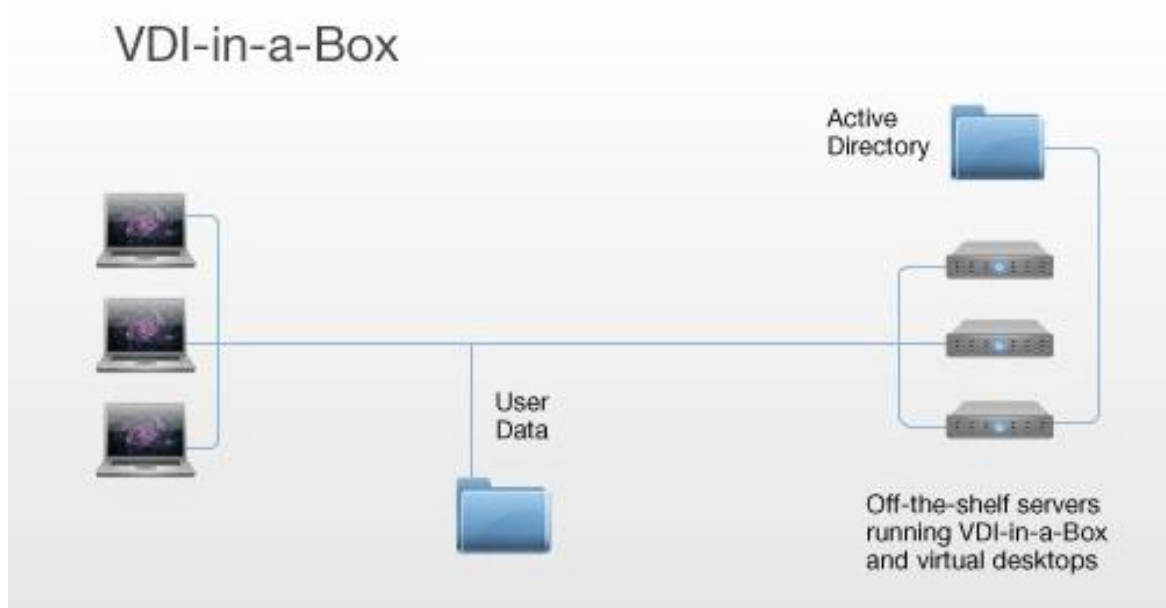 VDI-in-a-Box
Active
Directory
User
Data
Off-the-shelf servers
running VDI-in-a-Box
and virtual desktops